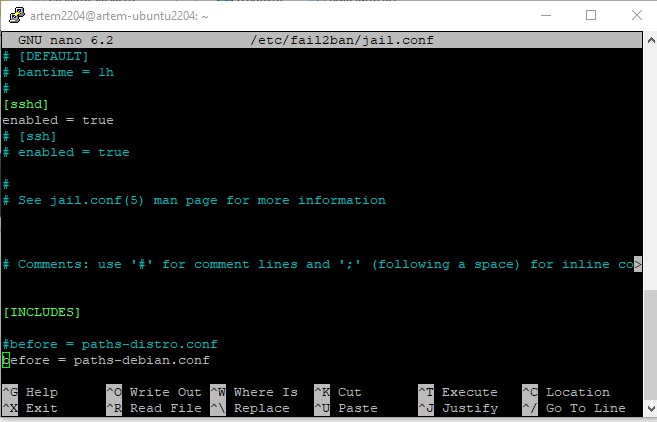 artem2204@artem-ubuntu2204: ~
GNU nano 6.2 /etc/fail2ban/jail.conf
# [DEFAULT]
# bantime = lh
#
[sshd]
enabled = true
# [ssh]
# enabled = true
#
# See jail.conf(5) man page for more information
# Comments: use '#' for comment lines and ';' (following a space) for inline co>
[INCLUDES]
#before = paths-distro.conf
before = paths-debian.conf
^G Help ^O Write Out ^W Where Is ^K Cut ^T Execute ^C Location
^X Exit ^R Read File ^\ Replace ^U Paste ^J Justify ^/ Go To Line